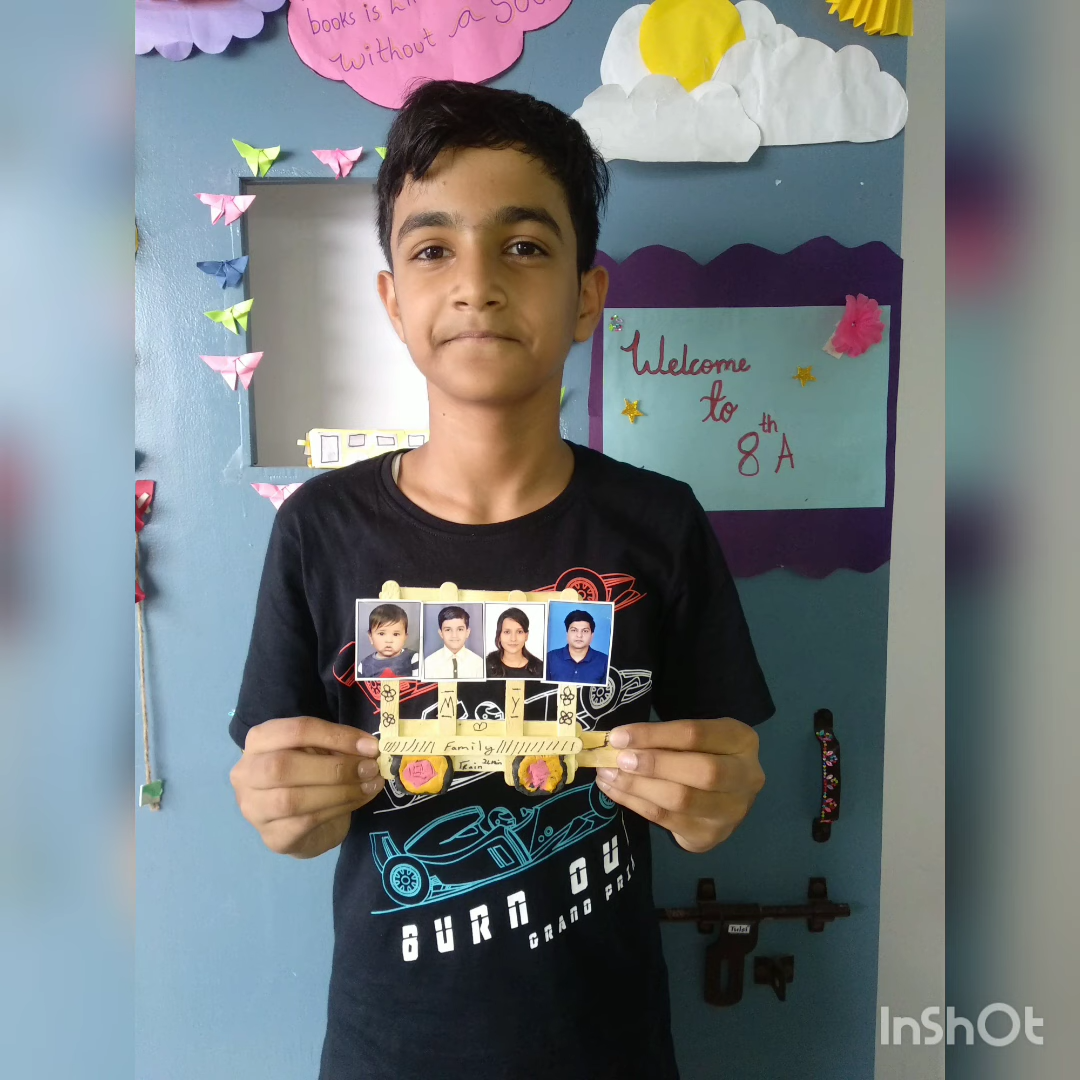 books is
without a
Welcome
to
8th A
M Y
Family
Train
BURN OU
GRAND PRI
InShOt